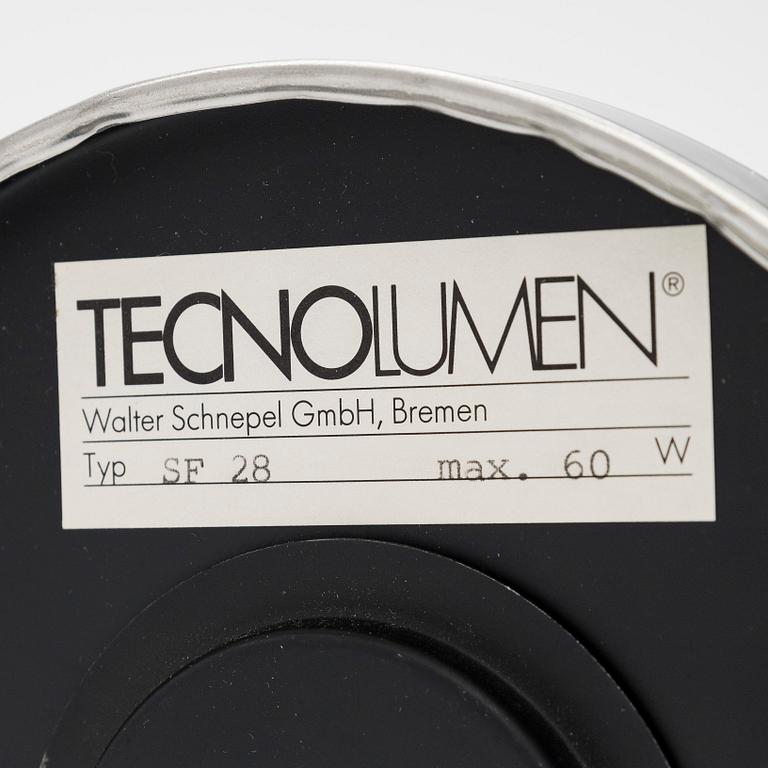 TECNOLUMEN®
Walter Schnepel GmbH, Bremen
Typ SF 28 max. 60 W